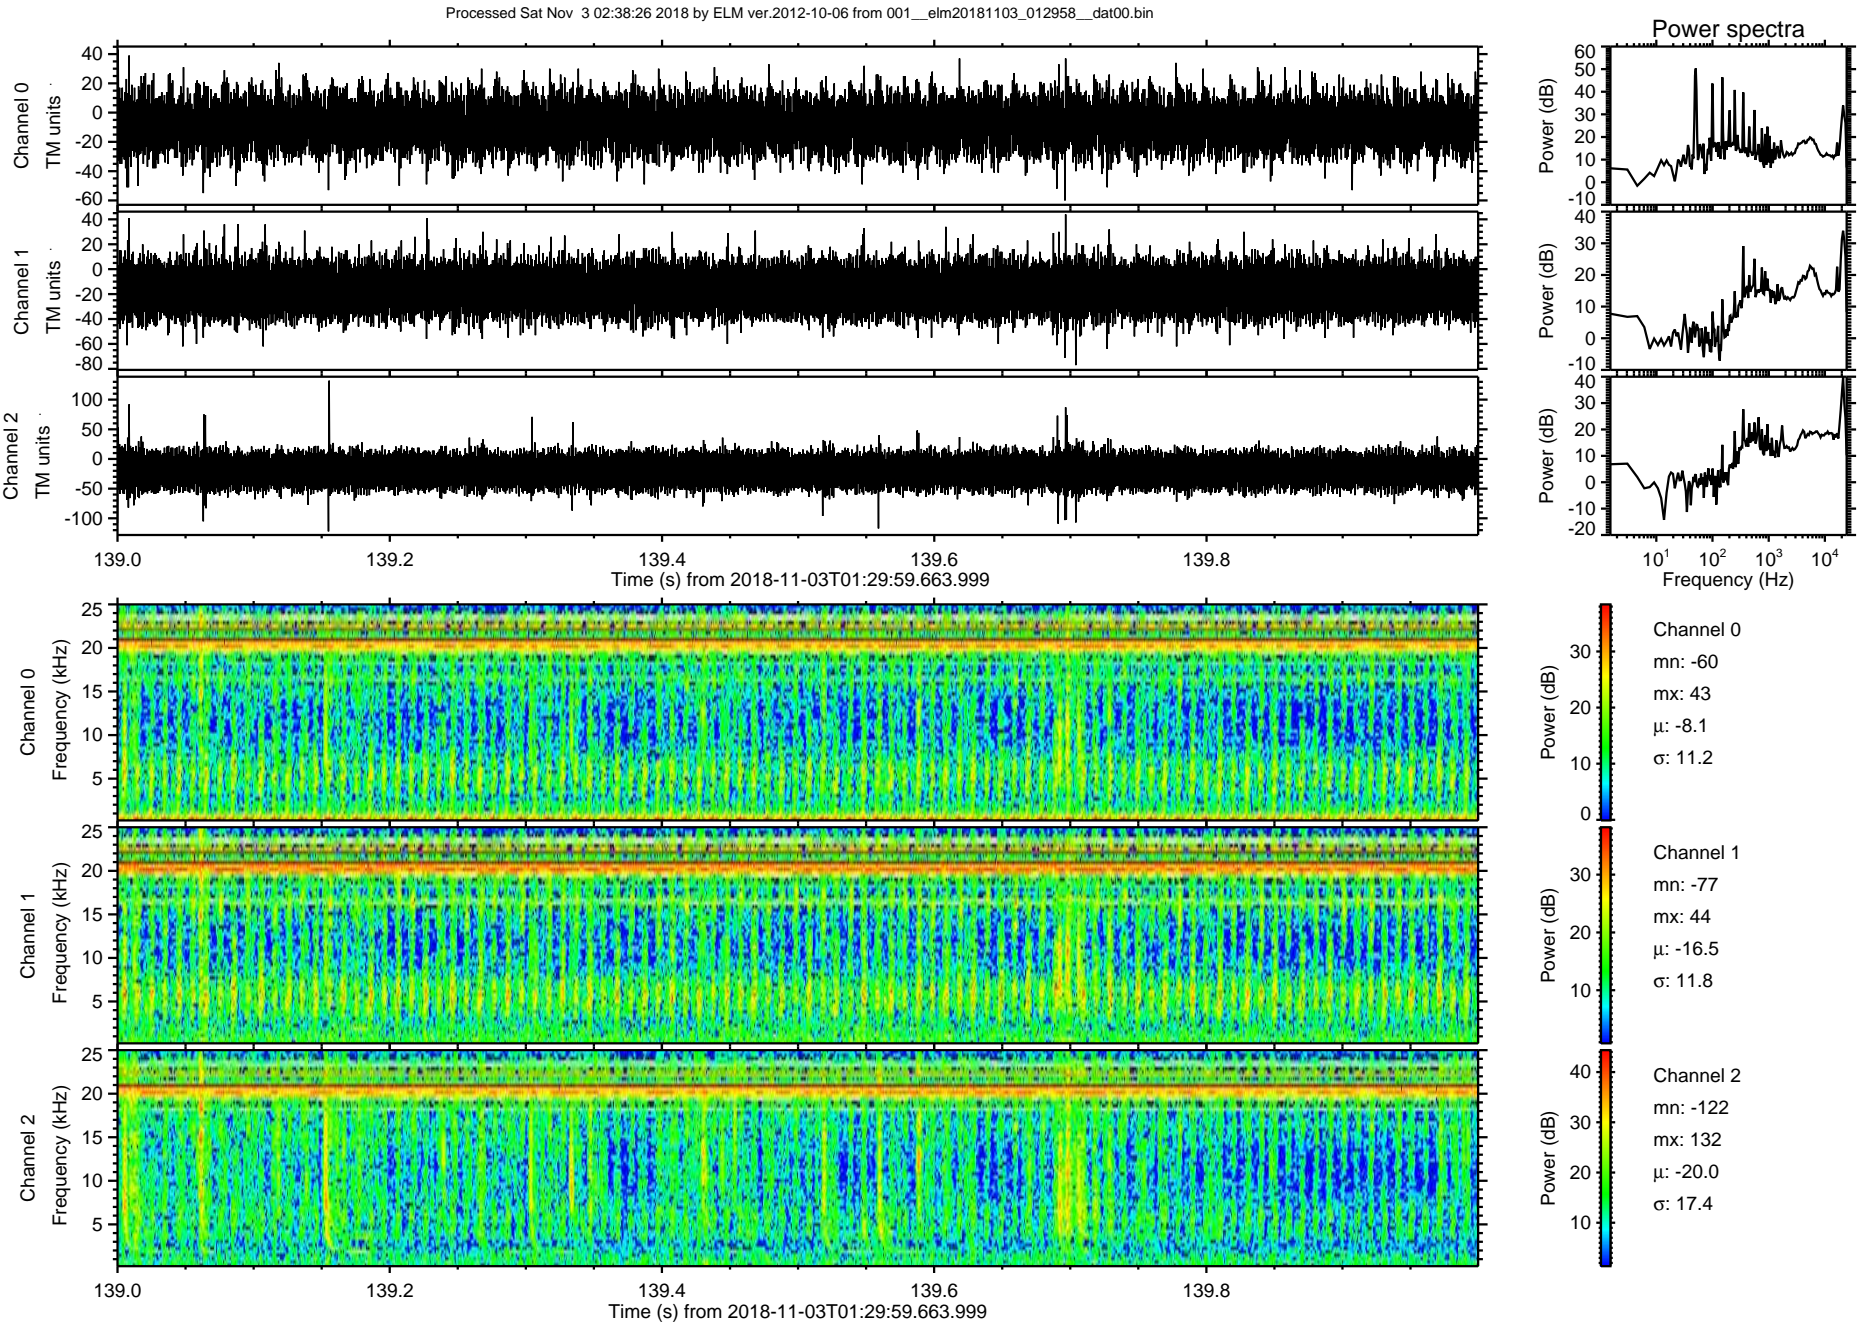 Processed Sat Nov  3 02:38:26 2018 by ELM ver.2012-10-06 from 001__elm20181103_012958__dat00.bin
Power spectra
Channel 0
TM units
40
20
0
-20
-40
-60
Power (dB)
60
50
40
30
20
10
0
-10
Channel 1
TM units
40
20
0
-20
-40
-60
-80
Power (dB)
40
30
20
10
0
-10
Channel 2
TM units
100
50
0
-50
-100
Power (dB)
40
30
20
10
0
-10
-20
139.0 139.2 139.4 139.6 139.8
Time (s) from 2018-11-03T01:29:59.663.999
10^1 10^2 10^3 10^4
Frequency (Hz)
Channel 0
Frequency (kHz)
25
20
15
10
5
Power (dB)
30
20
10
0
Channel 0
mn: -60
mx: 43
μ: -8.1
σ: 11.2
Channel 1
Frequency (kHz)
25
20
15
10
5
Power (dB)
30
20
10
Channel 1
mn: -77
mx: 44
μ: -16.5
σ: 11.8
Channel 2
Frequency (kHz)
25
20
15
10
5
Power (dB)
40
30
20
10
Channel 2
mn: -122
mx: 132
μ: -20.0
σ: 17.4
139.0 139.2 139.4 139.6 139.8
Time (s) from 2018-11-03T01:29:59.663.999